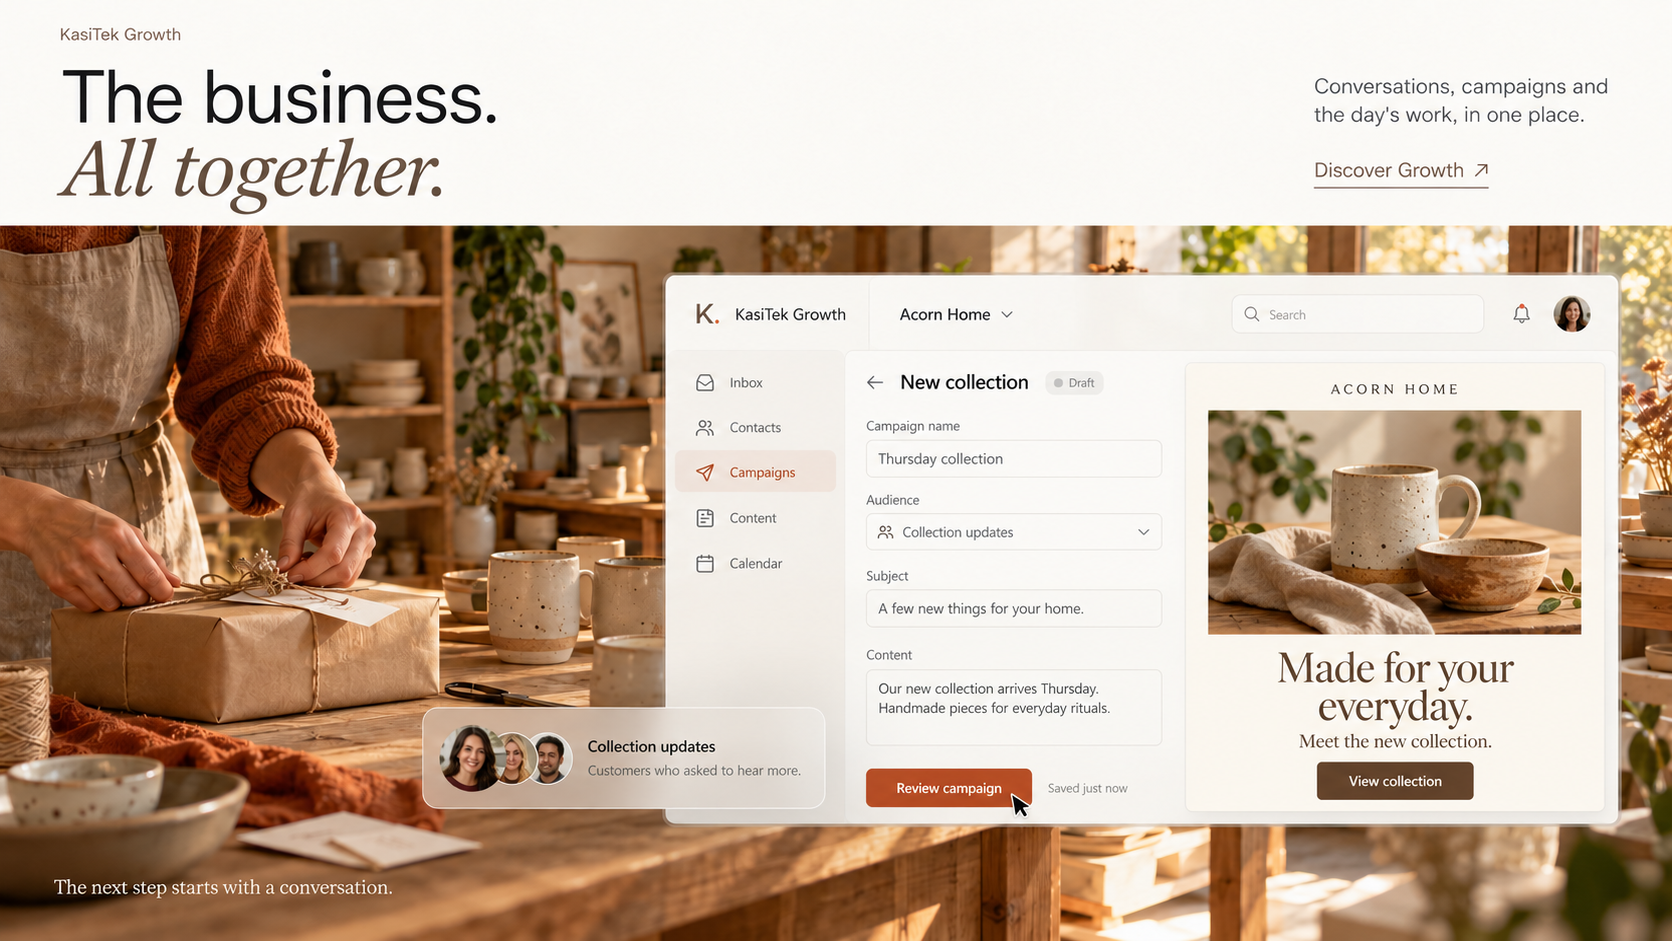 KasiTek Growth
The business.
All together.
Conversations, campaigns and
the day's work, in one place.
Discover Growth
K.
KasiTek Growth
Acorn Home
Search
Inbox
Contacts
Campaigns
Content
Calendar
New collection
Draft
Campaign name
Thursday collection
Audience
Collection updates
Subject
A few new things for your home.
Content
Our new collection arrives Thursday.
Handmade pieces for everyday rituals.
Review campaign
Saved just now
ACORN HOME
Made for your
everyday.
Meet the new collection.
View collection
Collection updates
Customers who asked to hear more.
The next step starts with a conversation.